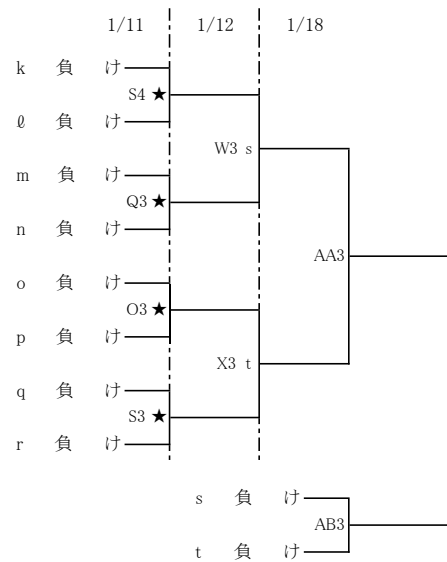 1/11 1/12 1/18
k 負 け
S4 ★
ℓ 負 け
W3 s
m 負 け
Q3 ★
n 負 け
AA3
o 負 け
O3 ★
p 負 け
X3 t
q 負 け
S3 ★
r 負 け
s 負 け
AB3
t 負 け